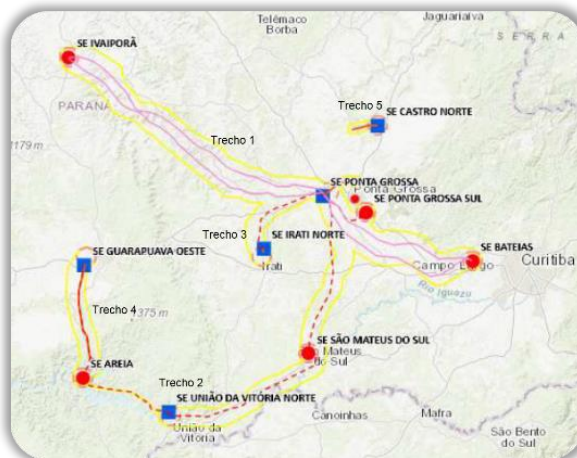 Telêmaco
Borba
Jaguariaíva
SERRA
SE IVAIPORÃ
PARANÁ
Trecho 5
SE CASTRO NORTE
1179 m
Trecho 1
SE PONTA GROSSA
Ponta Grossa
SE PONTA GROSSA SUL
Trecho 3
SE IRATI NORTE
Irati
SE GUARAPUAVA OESTE
SE BATEIAS
Campo Largo
Curitiba
Rio Iguazu
Trecho 4
1375 m
SE SÃO MATEUS DO SUL
São Mateus
do Sul
SE AREIA
Trecho 2
SE UNIÃO DA VITÓRIA NORTE
União da
Vitória
Canoinhas
Mafra
São Bento
do Sul